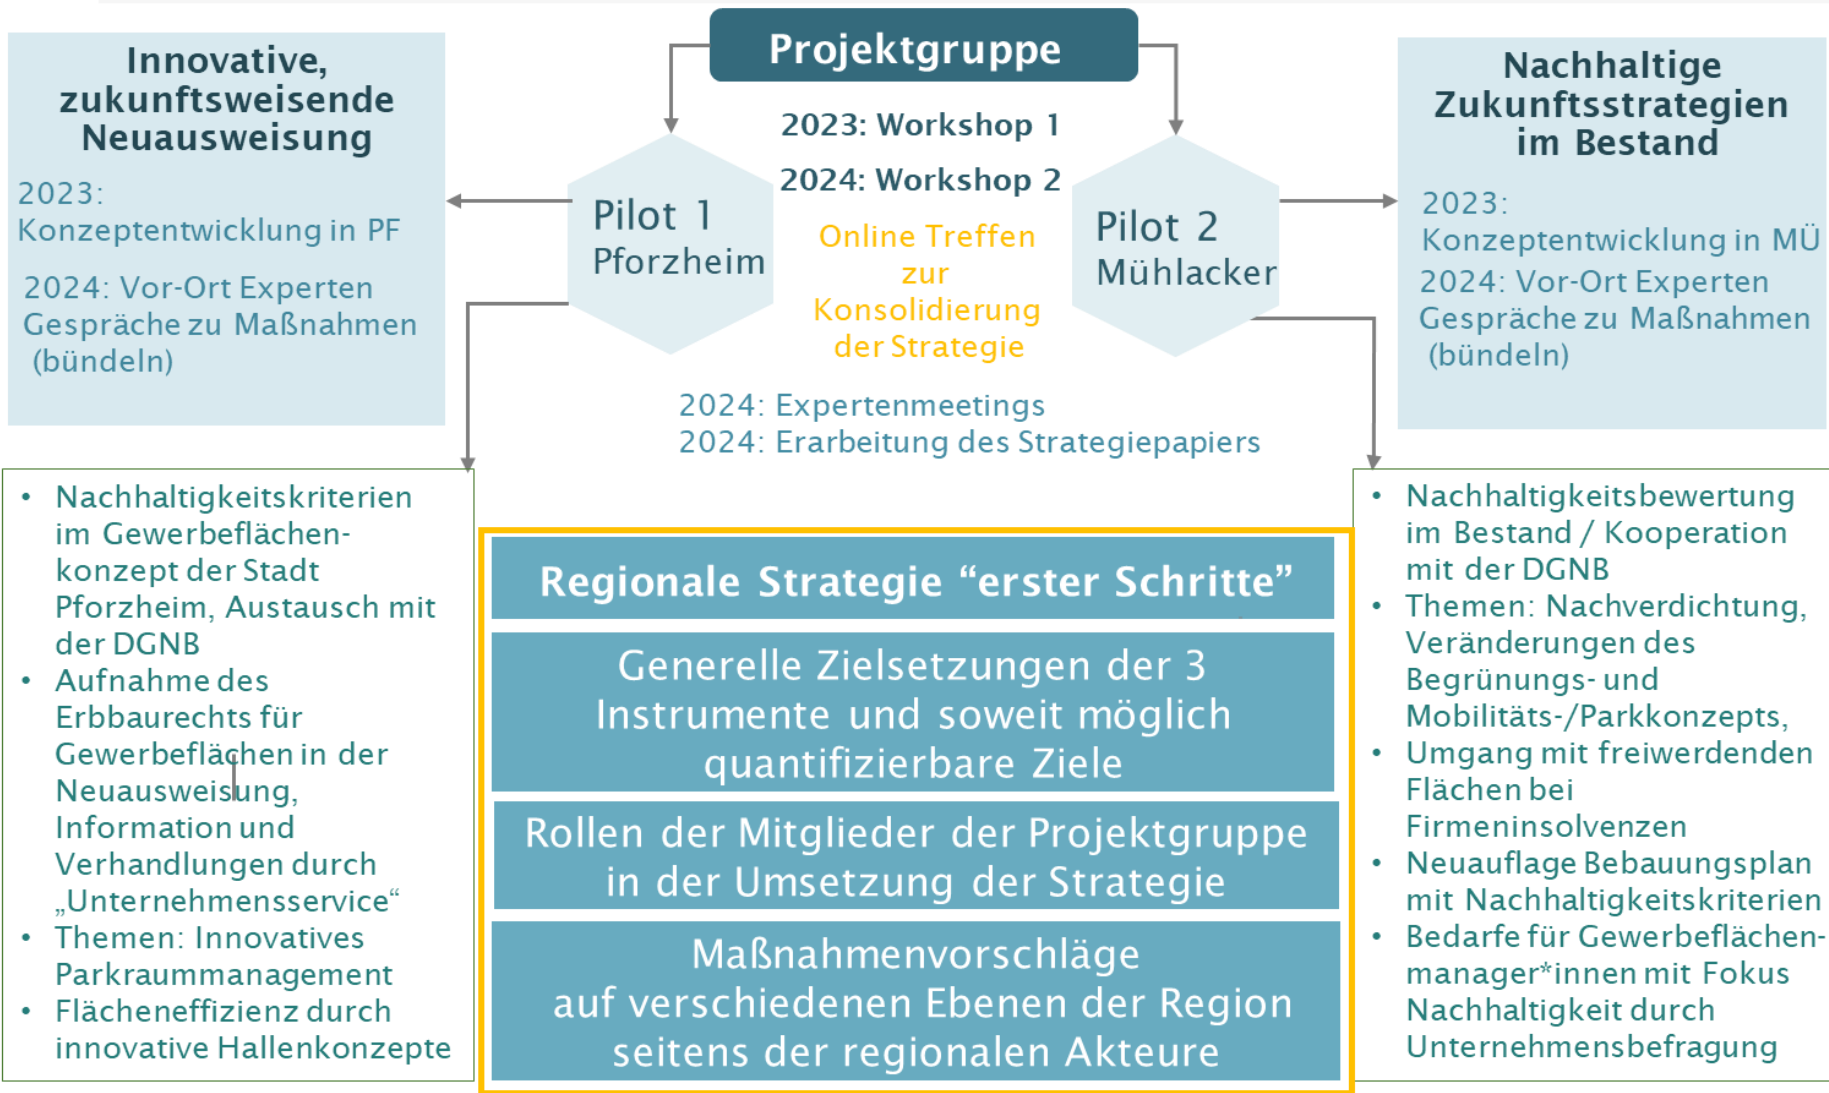 Projektgruppe
Innovative,
zukunftsweisende
Neuausweisung
2023:
Konzeptentwicklung in PF
2024: Vor-Ort Experten
Gespräche zu Maßnahmen
(bündeln)
Pilot 1
Pforzheim
2023: Workshop 1
2024: Workshop 2
Online Treffen
zur
Konsolidierung
der Strategie
Pilot 2
Mühlacker
Nachhaltige
Zukunftsstrategien
im Bestand
2023:
Konzeptentwicklung in MÜ
2024: Vor-Ort Experten
Gespräche zu Maßnahmen
(bündeln)
2024: Expertenmeetings
2024: Erarbeitung des Strategiepapiers
• Nachhaltigkeitskriterien
im Gewerbeflächen-
konzept der Stadt
Pforzheim, Austausch mit
der DGNB
• Aufnahme des
Erbbaurechts für
Gewerbeflächen in der
Neuausweisung,
Information und
Verhandlungen durch
„Unternehmensservice“
• Themen: Innovatives
Parkraummanagement
• Flächeneffizienz durch
innovative Hallenkonzepte
Regionale Strategie “erster Schritte”
Generelle Zielsetzungen der 3
Instrumente und soweit möglich
quantifizierbare Ziele
Rollen der Mitglieder der Projektgruppe
in der Umsetzung der Strategie
Maßnahmenvorschläge
auf verschiedenen Ebenen der Region
seitens der regionalen Akteure
• Nachhaltigkeitsbewertung
im Bestand / Kooperation
mit der DGNB
• Themen: Nachverdichtung,
Veränderungen des
Begrünungs- und
Mobilitäts-/Parkkonzepts,
• Umgang mit freiwerdenden
Flächen bei
Firmeninsolvenzen
• Neuauflage Bebauungsplan
mit Nachhaltigkeitskriterien
• Bedarfe für Gewerbeflächen-
manager*innen mit Fokus
Nachhaltigkeit durch
Unternehmensbefragung